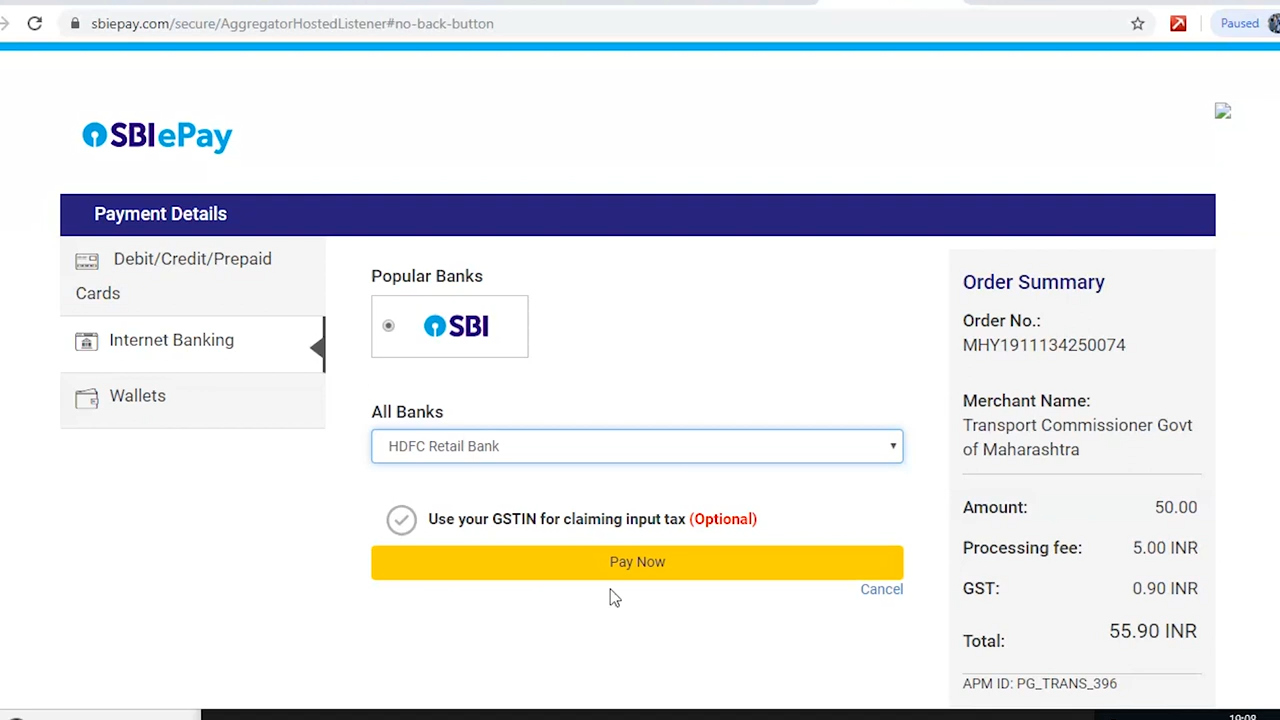 sbiepay.com/secure/AggregatorHostedListener#no-back-button
Paused
SBIePay
Payment Details
Debit/Credit/Prepaid
Cards
Internet Banking
Wallets
Popular Banks
SBI
All Banks
HDFC Retail Bank
Use your GSTIN for claiming input tax (Optional)
Pay Now
Cancel
Order Summary
Order No.:
MHY1911134250074
Merchant Name:
Transport Commissioner Govt
of Maharashtra
Amount: 50.00
Processing fee: 5.00 INR
GST: 0.90 INR
Total: 55.90 INR
APM ID: PG_TRANS_396